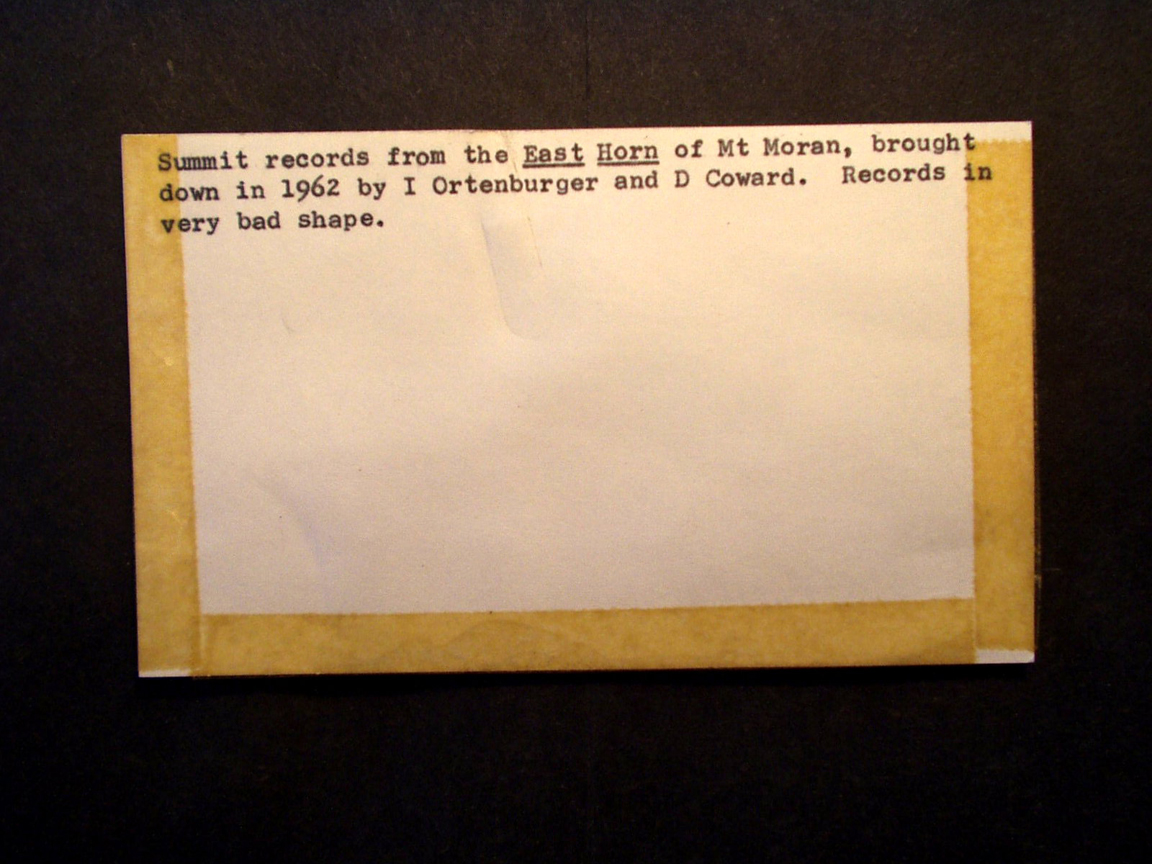 Summit records from the East Horn of Mt Moran, brought
down in 1962 by I Ortenburger and D Coward.  Records in
very bad shape.